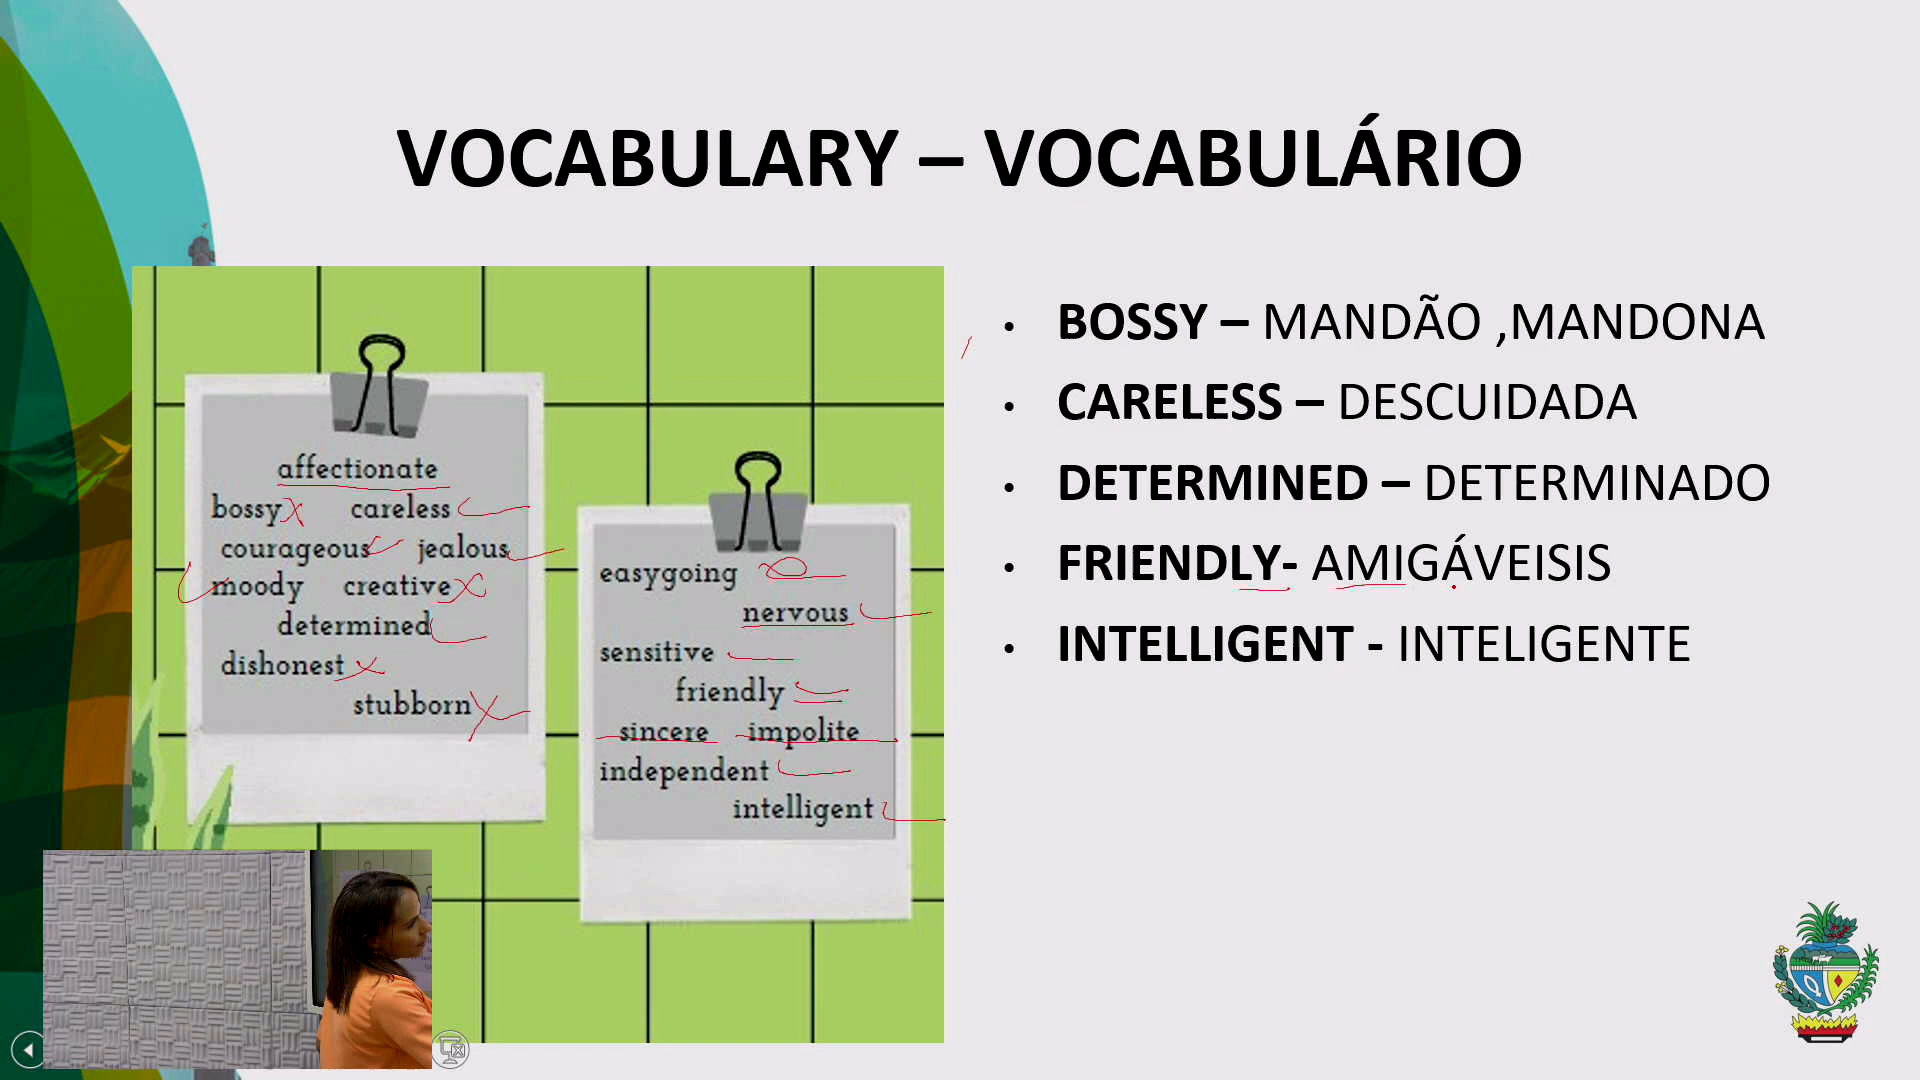 VOCABULARY – VOCABULÁRIO
affectionate
bossy careless
courageous jealous
moody creative
determined
dishonest
stubborn
easygoing
nervous
sensitive
friendly
sincere impolite
independent
intelligent
• BOSSY – MANDÃO ,MANDONA
• CARELESS – DESCUIDADA
• DETERMINED – DETERMINADO
• FRIENDLY- AMIGÁVEISIS
• INTELLIGENT - INTELIGENTE